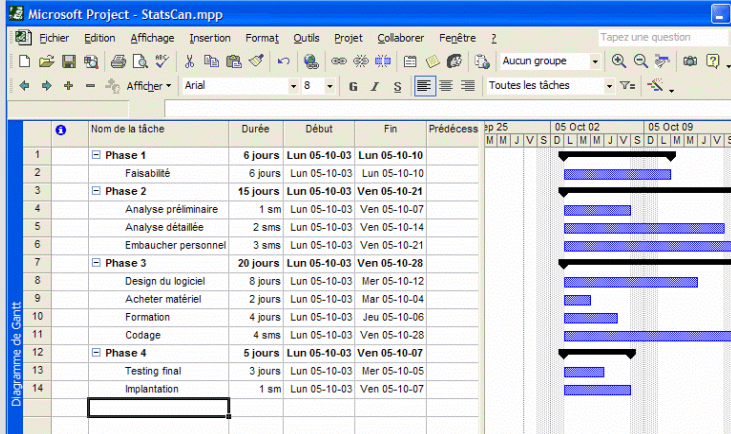 Microsoft Project - StatsCan.mpp
Fichier Edition Affichage Insertion Format Outils Projet Collaborer Fenêtre ? Tapez une question
Aucun groupe
Afficher Arial 8 G I S Toutes les tâches
Nom de la tâche Durée Début Fin Prédécess ep 25 05 Oct 02 05 Oct 09
M M J V S D L M M J V S D L M M J V S
1 Phase 1 6 jours Lun 05-10-03 Lun 05-10-10
2 Faisabilité 6 jours Lun 05-10-03 Lun 05-10-10
3 Phase 2 15 jours Lun 05-10-03 Ven 05-10-21
4 Analyse préliminaire 1 sm Lun 05-10-03 Ven 05-10-07
5 Analyse détaillée 2 sms Lun 05-10-03 Ven 05-10-14
6 Embaucher personnel 3 sms Lun 05-10-03 Ven 05-10-21
7 Phase 3 20 jours Lun 05-10-03 Ven 05-10-28
8 Design du logiciel 8 jours Lun 05-10-03 Mer 05-10-12
9 Acheter matériel 2 jours Lun 05-10-03 Mar 05-10-04
10 Formation 4 jours Lun 05-10-03 Jeu 05-10-06
11 Codage 4 sms Lun 05-10-03 Ven 05-10-28
12 Phase 4 5 jours Lun 05-10-03 Ven 05-10-07
13 Testing final 3 jours Lun 05-10-03 Mer 05-10-05
14 Implantation 1 sm Lun 05-10-03 Ven 05-10-07
Diagramme de Gantt